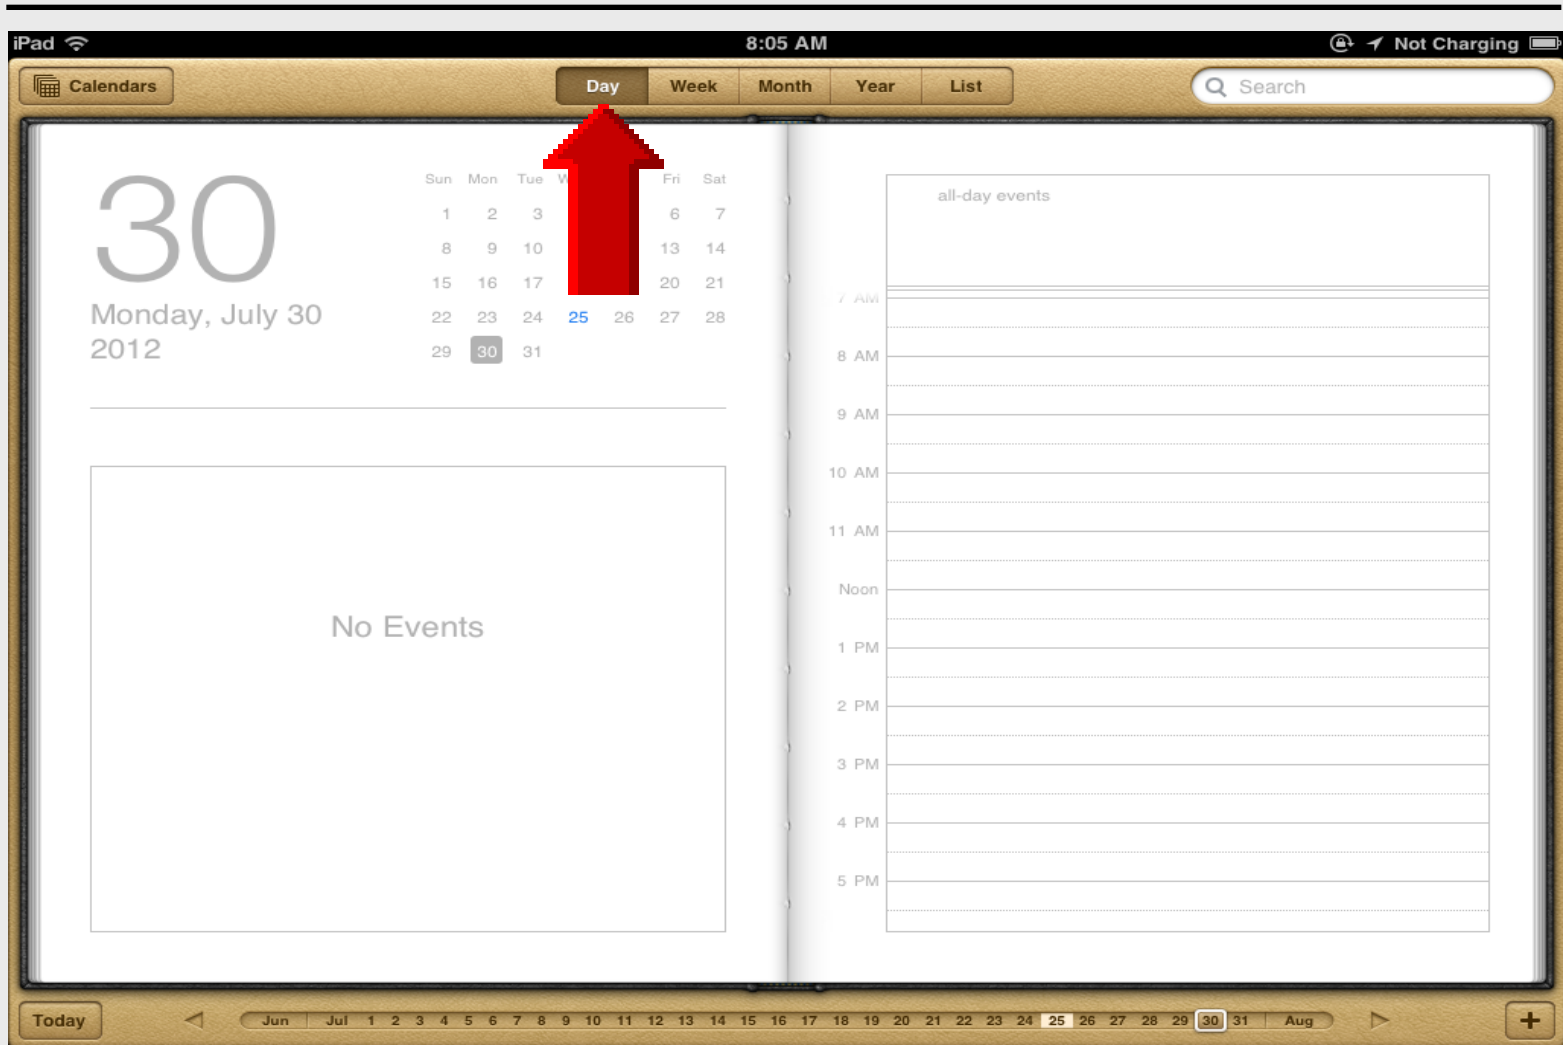 iPad 8:05 AM Not Charging
Calendars Day Week Month Year List Search
30
Monday, July 30
2012
Sun Mon Tue W Fri Sat
1 2 3 6 7
8 9 10 13 14
15 16 17 20 21
22 23 24 25 26 27 28
29 30 31
No Events
all-day events
7 AM
8 AM
9 AM
10 AM
11 AM
Noon
1 PM
2 PM
3 PM
4 PM
5 PM
Today Jun Jul 1 2 3 4 5 6 7 8 9 10 11 12 13 14 15 16 17 18 19 20 21 22 23 24 25 26 27 28 29 30 31 Aug +